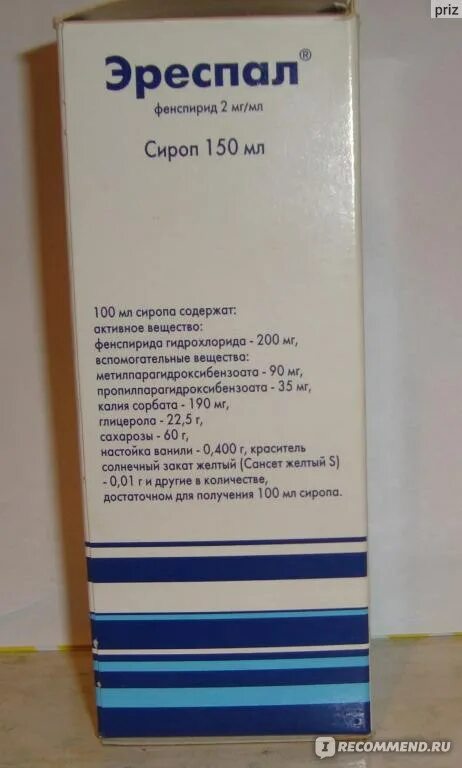 priz
Эреспал®
фенспирид 2 мг/мл
Сироп 150 мл
100 мл сиропа содержат:
активное вещество:
фенспирида гидрохлорида - 200 мг,
вспомогательные вещества:
метилпарагидроксибензоата - 90 мг,
пропилпарагидроксибензоата - 35 мг,
калия сорбата - 190 мг,
глицерола - 22,5 г,
сахарозы - 60 г,
настойка ванили - 0,400 г, краситель
солнечный закат желтый (Сансет желтый S)
- 0,01 г и другие в количестве,
достаточном для получения 100 мл сиропа.
IRECOMMEND.RU